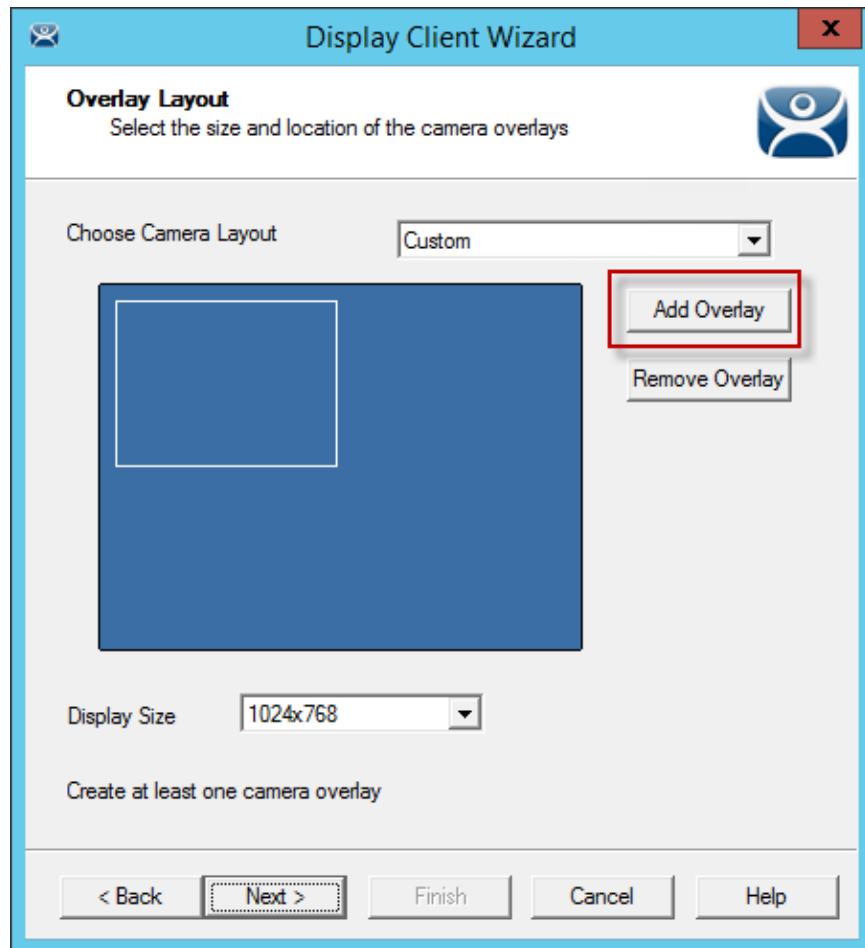 Display Client Wizard
x
Overlay Layout
Select the size and location of the camera overlays
Choose Camera Layout
Custom
Add Overlay
Remove Overlay
Display Size
1024x768
Create at least one camera overlay
< Back
Next >
Finish
Cancel
Help